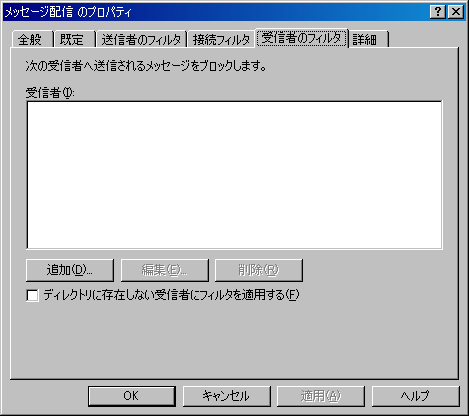 メッセージ配信 のプロパティ
全般 既定 送信者のフィルタ 接続フィルタ 受信者のフィルタ 詳細
次の受信者へ送信されるメッセージをブロックします。
受信者(I):
追加(D)... 編集(E)... 削除(R)
ディレクトリに存在しない受信者にフィルタを適用する(F)
OK キャンセル 適用(A) ヘルプ